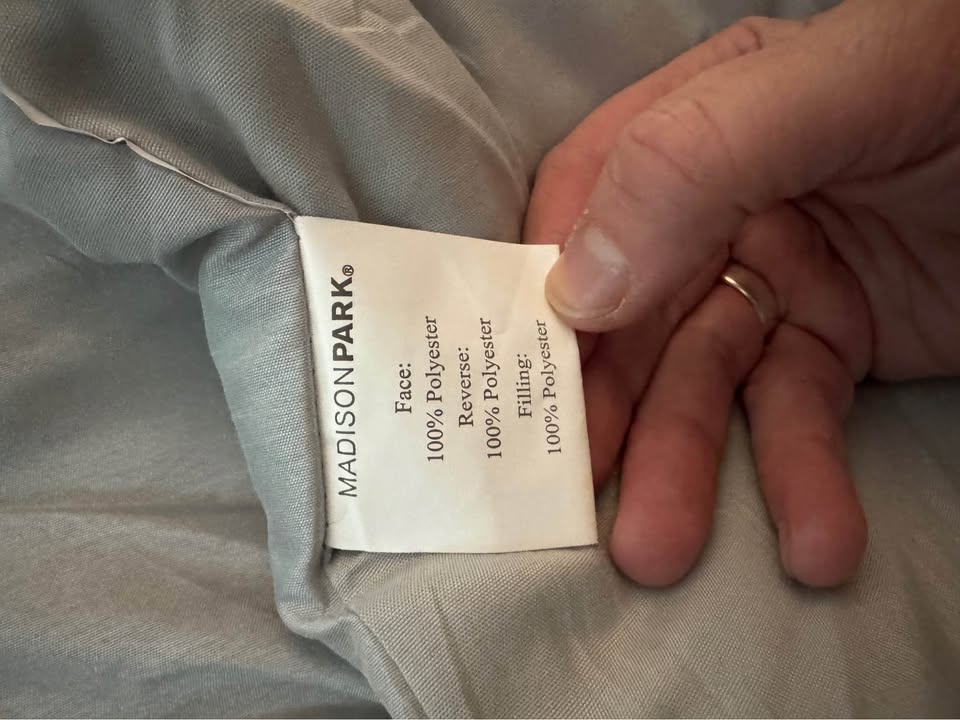 MADISONPARK®
Face:
100% Polyester
Reverse:
100% Polyester
Filling:
100% Polyester